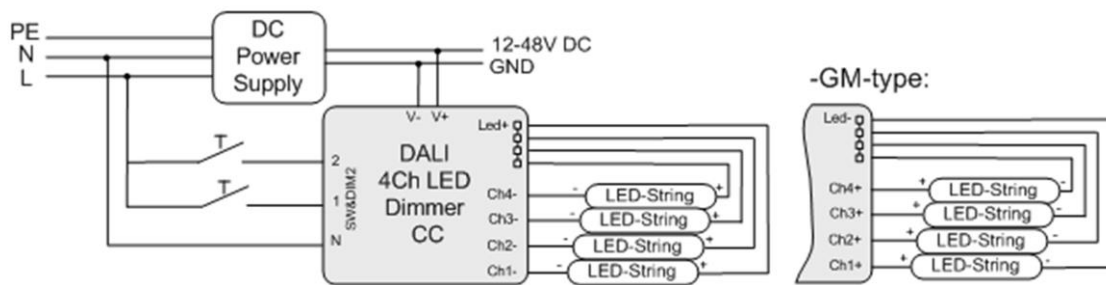 PE
N
L
DC
Power
Supply
12-48V DC
GND
-GM-type:
V- V+
Led+
DALI
4Ch LED
Dimmer
CC
2
1
N
SW&DIM2
T
T
Ch4- - LED-String +
Ch3- - LED-String +
Ch2- - LED-String +
Ch1- - LED-String +
Led-
Ch4+ + LED-String -
Ch3+ + LED-String -
Ch2+ + LED-String -
Ch1+ + LED-String -